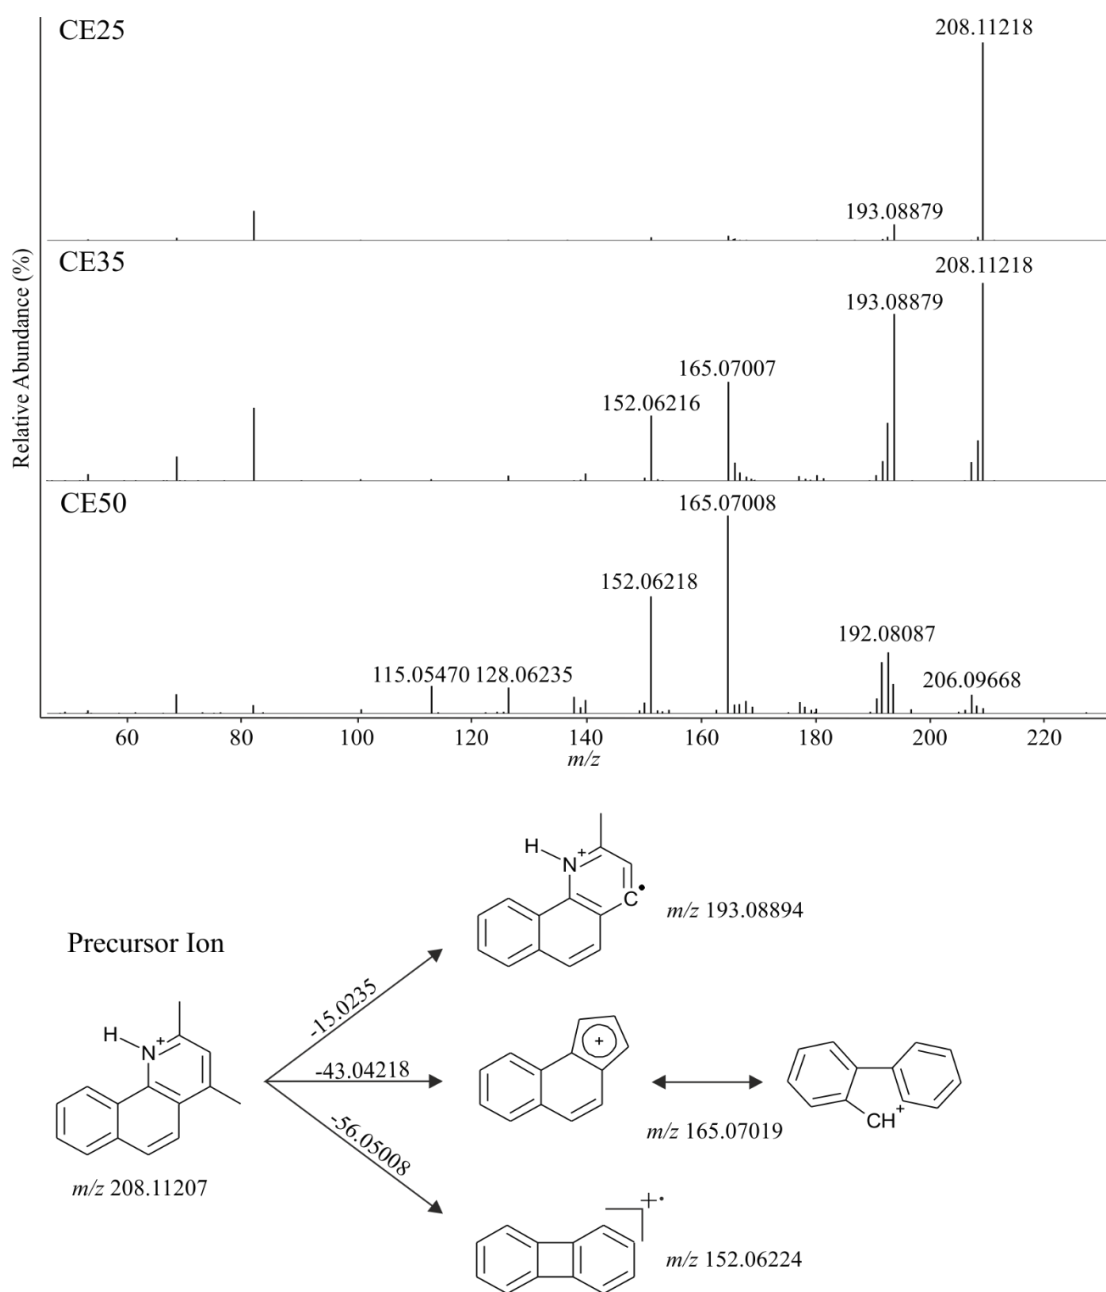 CE25
208.11218
193.08879
CE35
208.11218
193.08879
165.07007
152.06216
CE50
165.07008
152.06218
192.08087
115.05470 128.06235
206.09668
Relative Abundance (%)
60 80 100 120 140 160 180 200 220
m/z
H
N+
C•
m/z 193.08894
Precursor Ion
-15.0235
H
N+
-43.04218
+
CH+
m/z 165.07019
-56.05008
m/z 208.11207
+•
m/z 152.06224